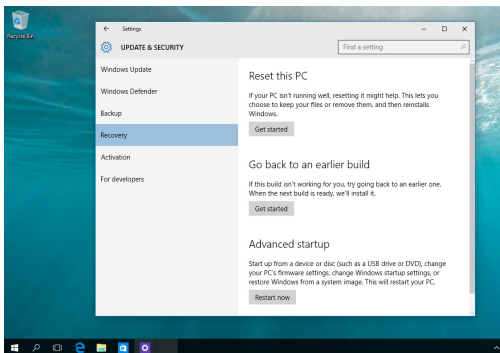 Recycle Bin
Settings
UPDATE & SECURITY
Find a setting
Windows Update
Windows Defender
Backup
Recovery
Activation
For developers
Reset this PC
If your PC isn't running well, resetting it might help. This lets you
choose to keep your files or remove them, and then reinstalls
Windows.
Get started
Go back to an earlier build
If this build isn't working for you, try going back to an earlier one.
When the next build is ready, we'll install it.
Get started
Advanced startup
Start up from a device or disc (such as a USB drive or DVD), change
your PC's firmware settings, change Windows startup settings, or
restore Windows from a system image. This will restart your PC.
Restart now